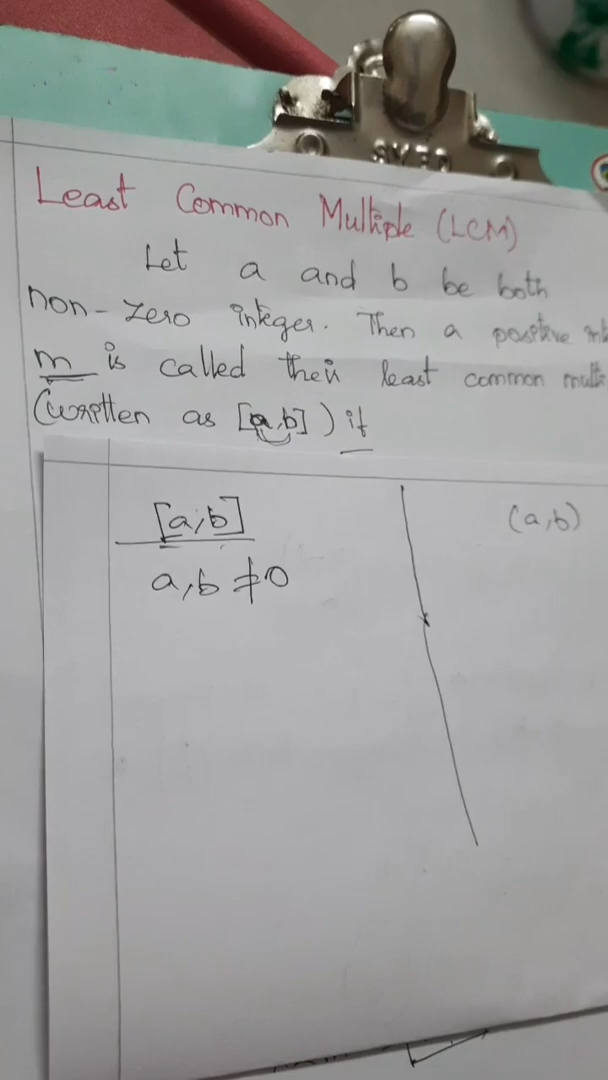 Least Common Multiple (LCM)
Let a and b be both
non-zero integer. Then a positive
m is called their least common
(written as [a,b]) if
[a,b]
a,b ≠ 0
(a,b)